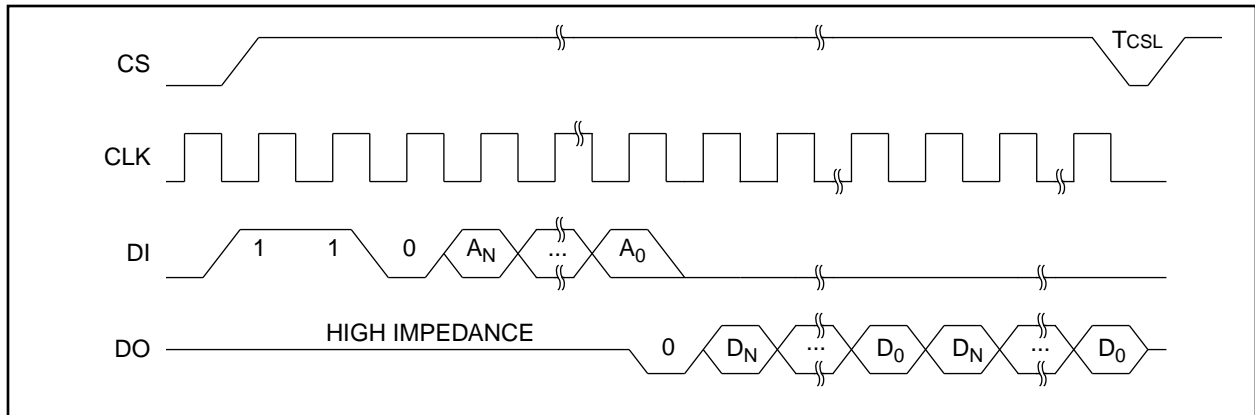 CS
TCSL
CLK
DI 1 1 0 AN ... A0
HIGH IMPEDANCE
DO 0 DN ... D0 DN ... D0